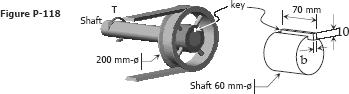 Figure P-118
T
Shaft
key
70 mm
10
b
200 mm-ø
Shaft 60 mm-ø